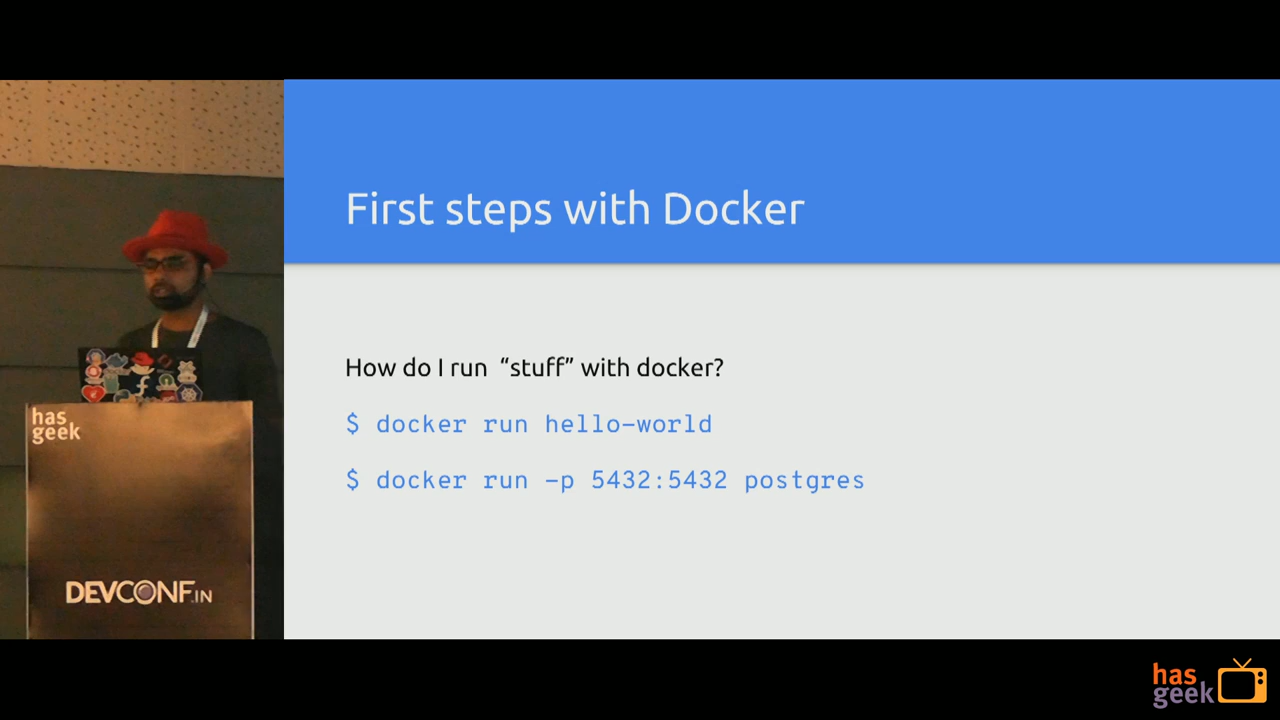 First steps with Docker
How do I run “stuff” with docker?
$ docker run hello-world
$ docker run -p 5432:5432 postgres
has
geek
DEVCONF.IN
has
geek